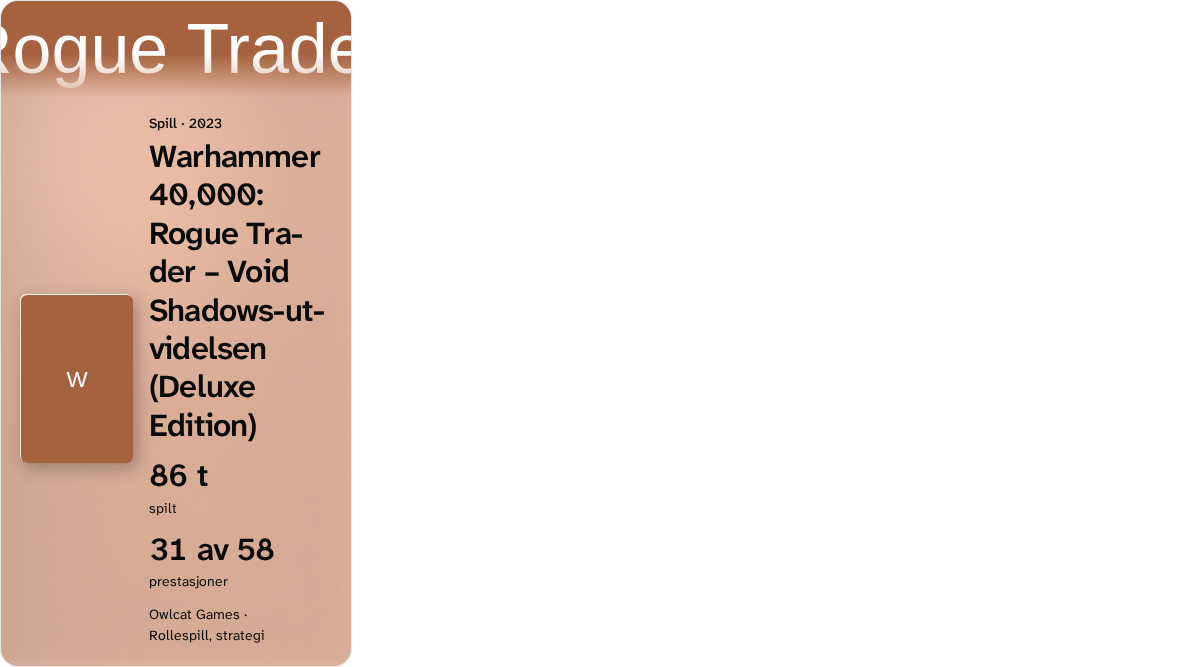 Rogue Trade
Spill · 2023
Warhammer
40,000:
Rogue Tra-
der – Void
Shadows-ut-
videlsen
(Deluxe
Edition)
W
86 t
spilt
31 av 58
prestasjoner
Owlcat Games ·
Rollespill, strategi